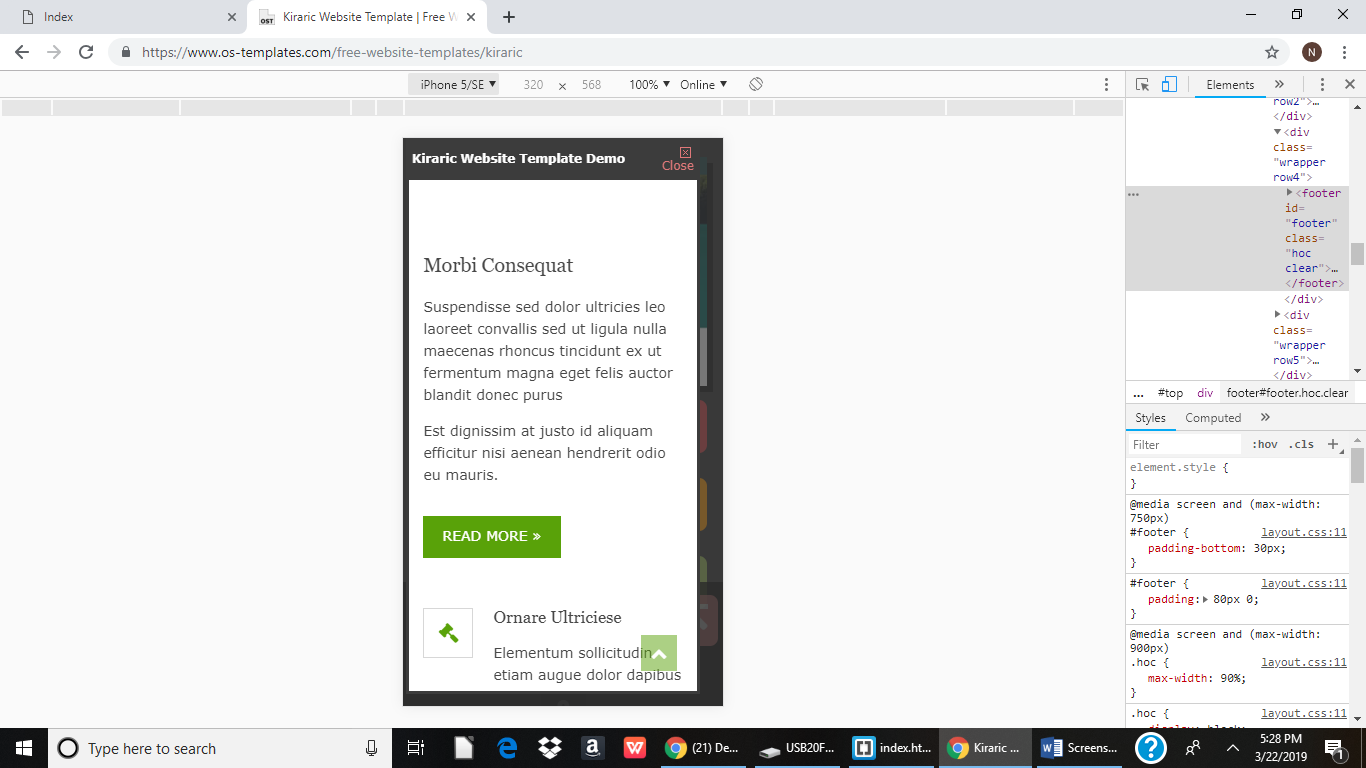 Index
Kiraric Website Template | Free W
https://www.os-templates.com/free-website-templates/kiraric
N
iPhone 5/SE ▼ 320 × 568 100% ▼ Online ▼
Elements »
Kiraric Website Template Demo
Close
Morbi Consequat
Suspendisse sed dolor ultricies leo
laoreet convallis sed ut ligula nulla
maecenas rhoncus tincidunt ex ut
fermentum magna eget felis auctor
blandit donec purus
Est dignissim at justo id aliquam
efficitur nisi aenean hendrerit odio
eu mauris.
READ MORE »
Ornare Ultriciese
Elementum sollicitudin
etiam augue dolor dapibus
row2">…
</div>
▼<div
class=
"wrapper
row4">
… ▶<footer
id=
"footer"
class=
"hoc
clear">…
</footer>
</div>
▶<div
class=
"wrapper
row5">…
</div>
... #top div footer#footer.hoc.clear
Styles Computed »
Filter :hov .cls +
element.style {
}
@media screen and (max-width:
750px)
#footer { layout.css:11
padding-bottom: 30px;
}
#footer { layout.css:11
padding:▶ 80px 0;
}
@media screen and (max-width:
900px)
.hoc { layout.css:11
max-width: 90%;
}
.hoc { layout.css:11
OST
Type here to search
(21) De...
USB20F...
index.ht...
Kiraric ...
Screens...
5:28 PM
3/22/2019
1